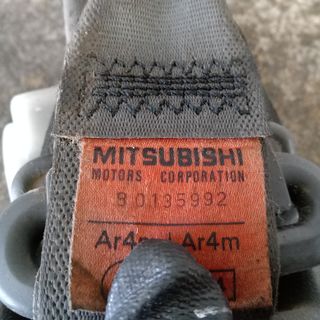 MITSUBISHI
MOTORS CORPORATION
B 0135992
Ar4m